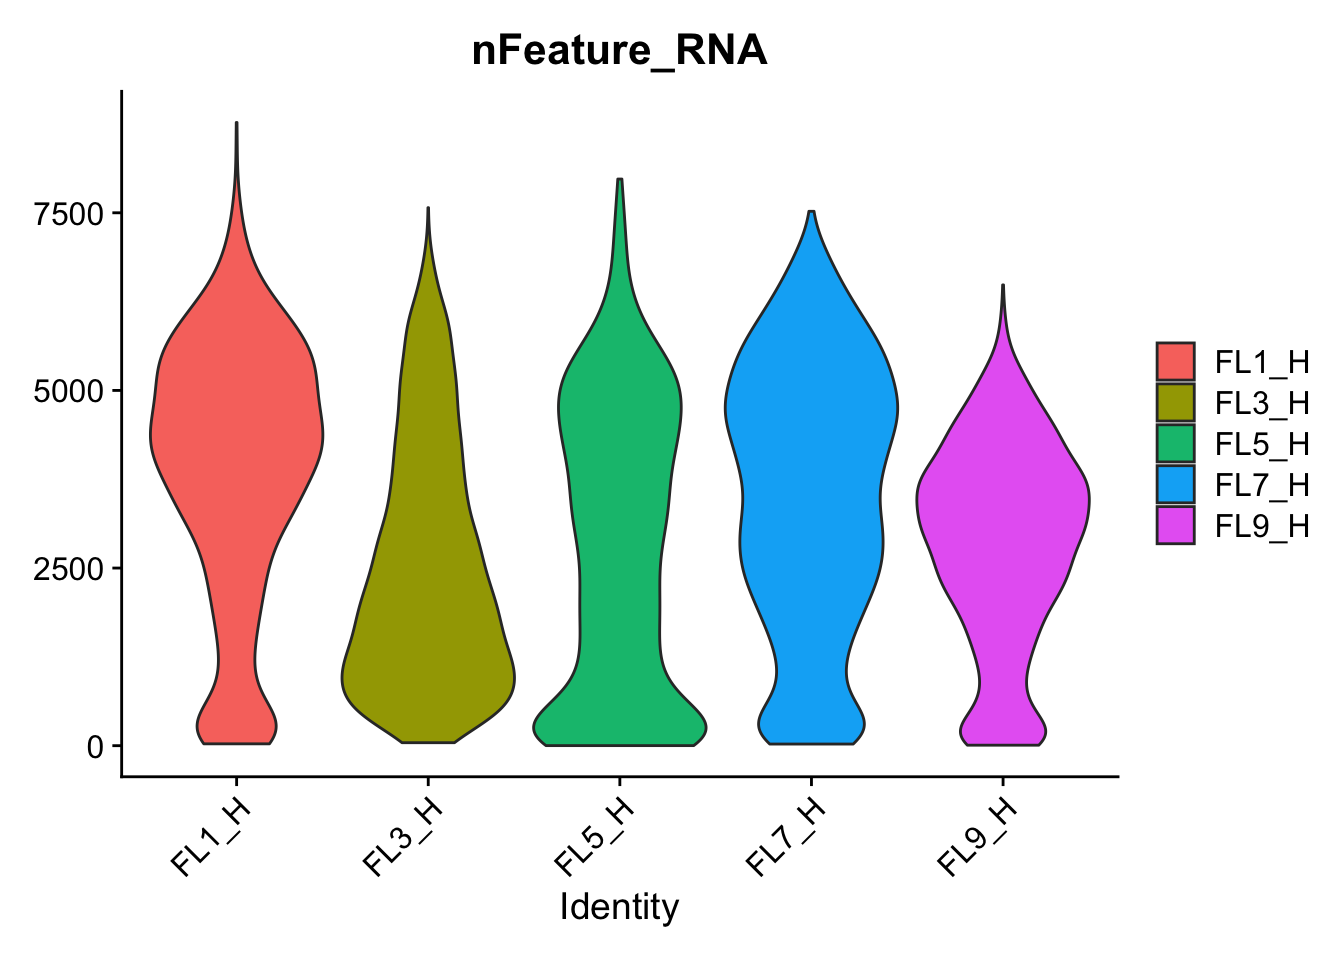 nFeature_RNA
7500
5000
2500
0
FL1_H
FL3_H
FL5_H
FL7_H
FL9_H
Identity
FL1_H
FL3_H
FL5_H
FL7_H
FL9_H